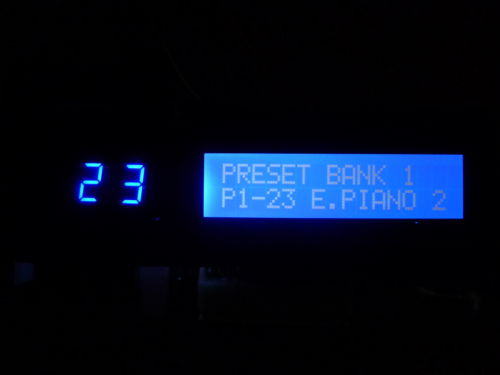 23
PRESET BANK 1
P1-23 E.PIANO 2